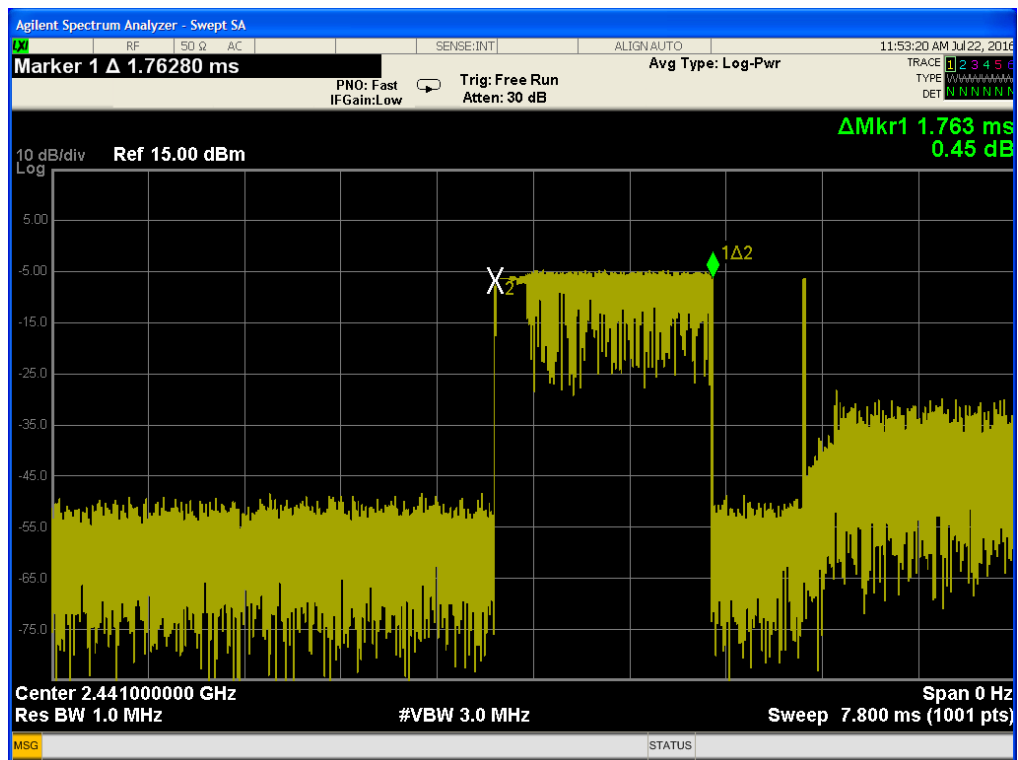 Agilent Spectrum Analyzer - Swept SA
LXI RF 50 Ω AC SENSE:INT ALIGN AUTO 11:53:20 AM Jul 22, 2016
Marker 1 Δ 1.76280 ms
PNO: Fast
IFGain:Low
Trig: Free Run
Atten: 30 dB
Avg Type: Log-Pwr
TRACE 1 2 3 4 5 6
TYPE
DET N N N N N N
ΔMkr1 1.763 ms
0.45 dB
10 dB/div Ref 15.00 dBm
Log
5.00
-5.00
1Δ2
X2
-15.0
-25.0
-35.0
-45.0
-55.0
-65.0
-75.0
Center 2.441000000 GHz Span 0 Hz
Res BW 1.0 MHz #VBW 3.0 MHz Sweep 7.800 ms (1001 pts)
MSG STATUS